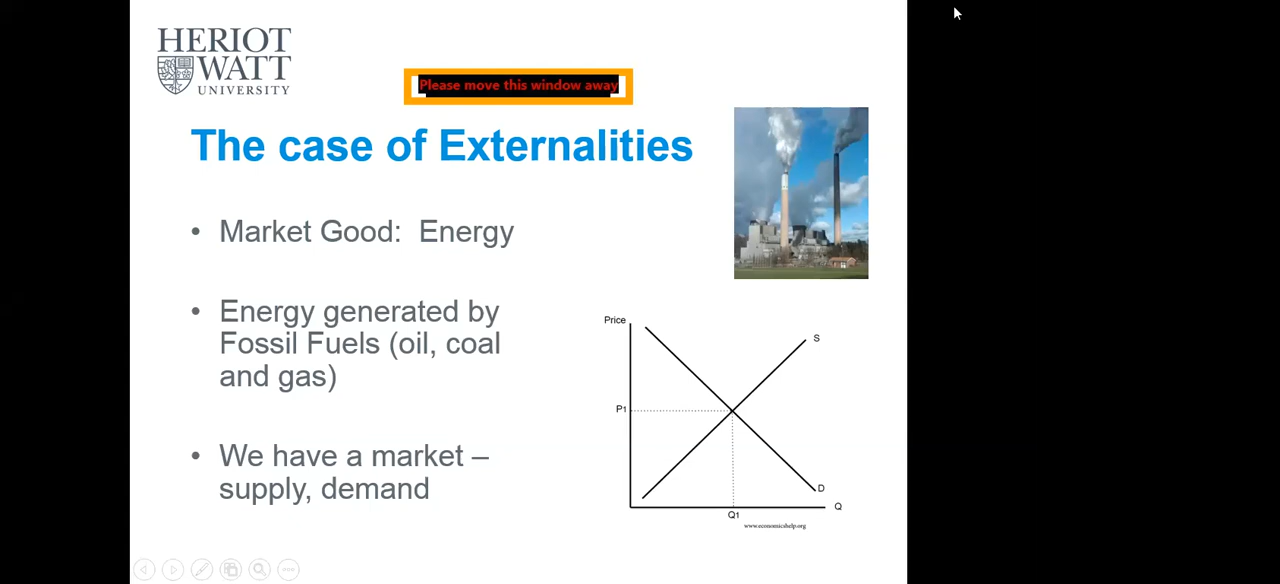 HERIOT
WATT
UNIVERSITY
Please move this window away
The case of Externalities
• Market Good: Energy
• Energy generated by
Fossil Fuels (oil, coal
and gas)
• We have a market –
supply, demand
Price
S
P1
D
Q
Q1
www.economicshelp.org